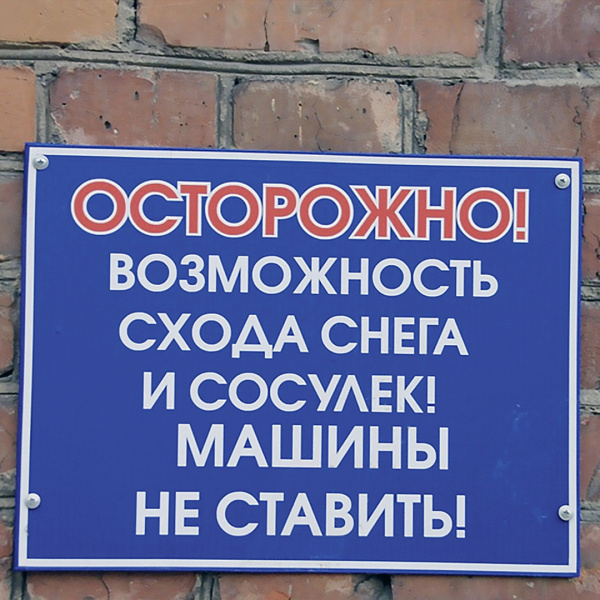 ОСТОРОЖНО!
ВОЗМОЖНОСТЬ
СХОДА СНЕГА
И СОСУЛЕК!
МАШИНЫ
НЕ СТАВИТЬ!